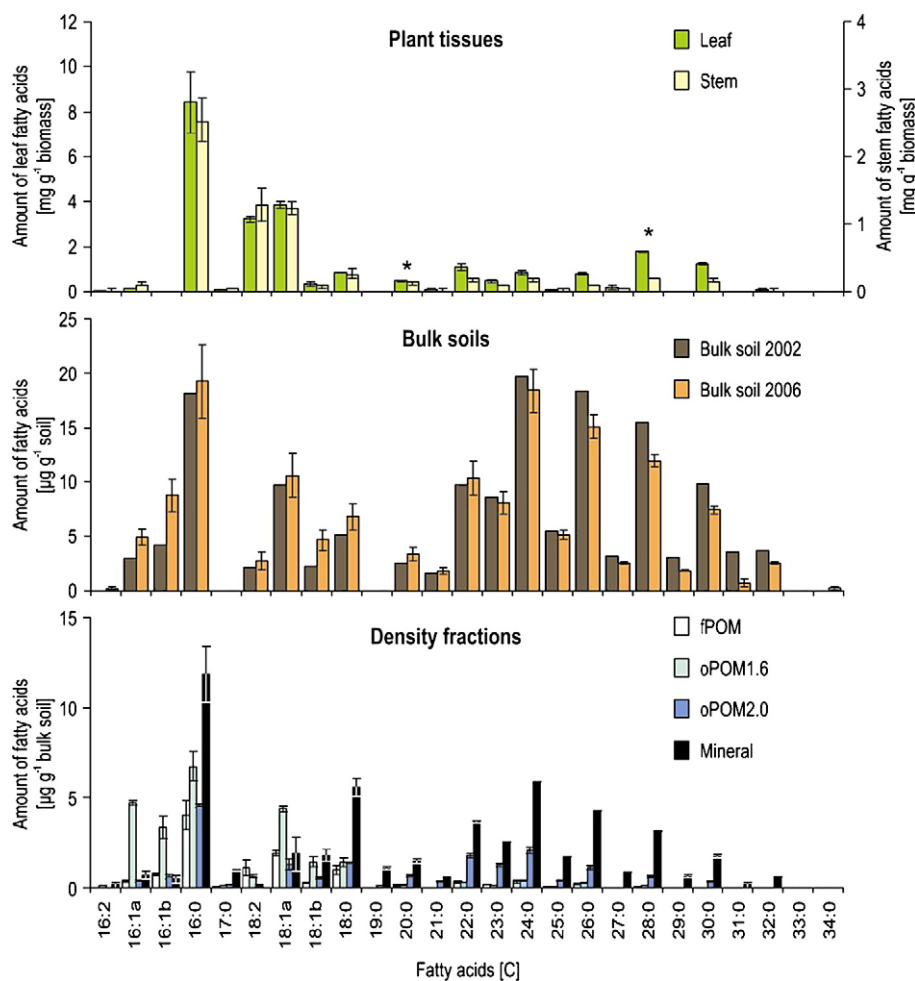 12
10
8
6
4
2
0
Amount of leaf fatty acids
[mg g⁻¹ biomass]
Plant tissues
Leaf
Stem
*
*
4
3
2
1
0
Amount of stem fatty acids
[mg g⁻¹ biomass]
25
20
15
10
5
0
Amount of fatty acids
[µg g⁻¹ soil]
Bulk soils
Bulk soil 2002
Bulk soil 2006
15
10
5
0
Amount of fatty acids
[µg g⁻¹ bulk soil]
Density fractions
fPOM
oPOM1.6
oPOM2.0
Mineral
16:2
16:1a
16:1b
16:0
17:0
18:2
18:1a
18:1b
18:0
19:0
20:0
21:0
22:0
23:0
24:0
25:0
26:0
27:0
28:0
29:0
30:0
31:0
32:0
33:0
34:0
Fatty acids [C]